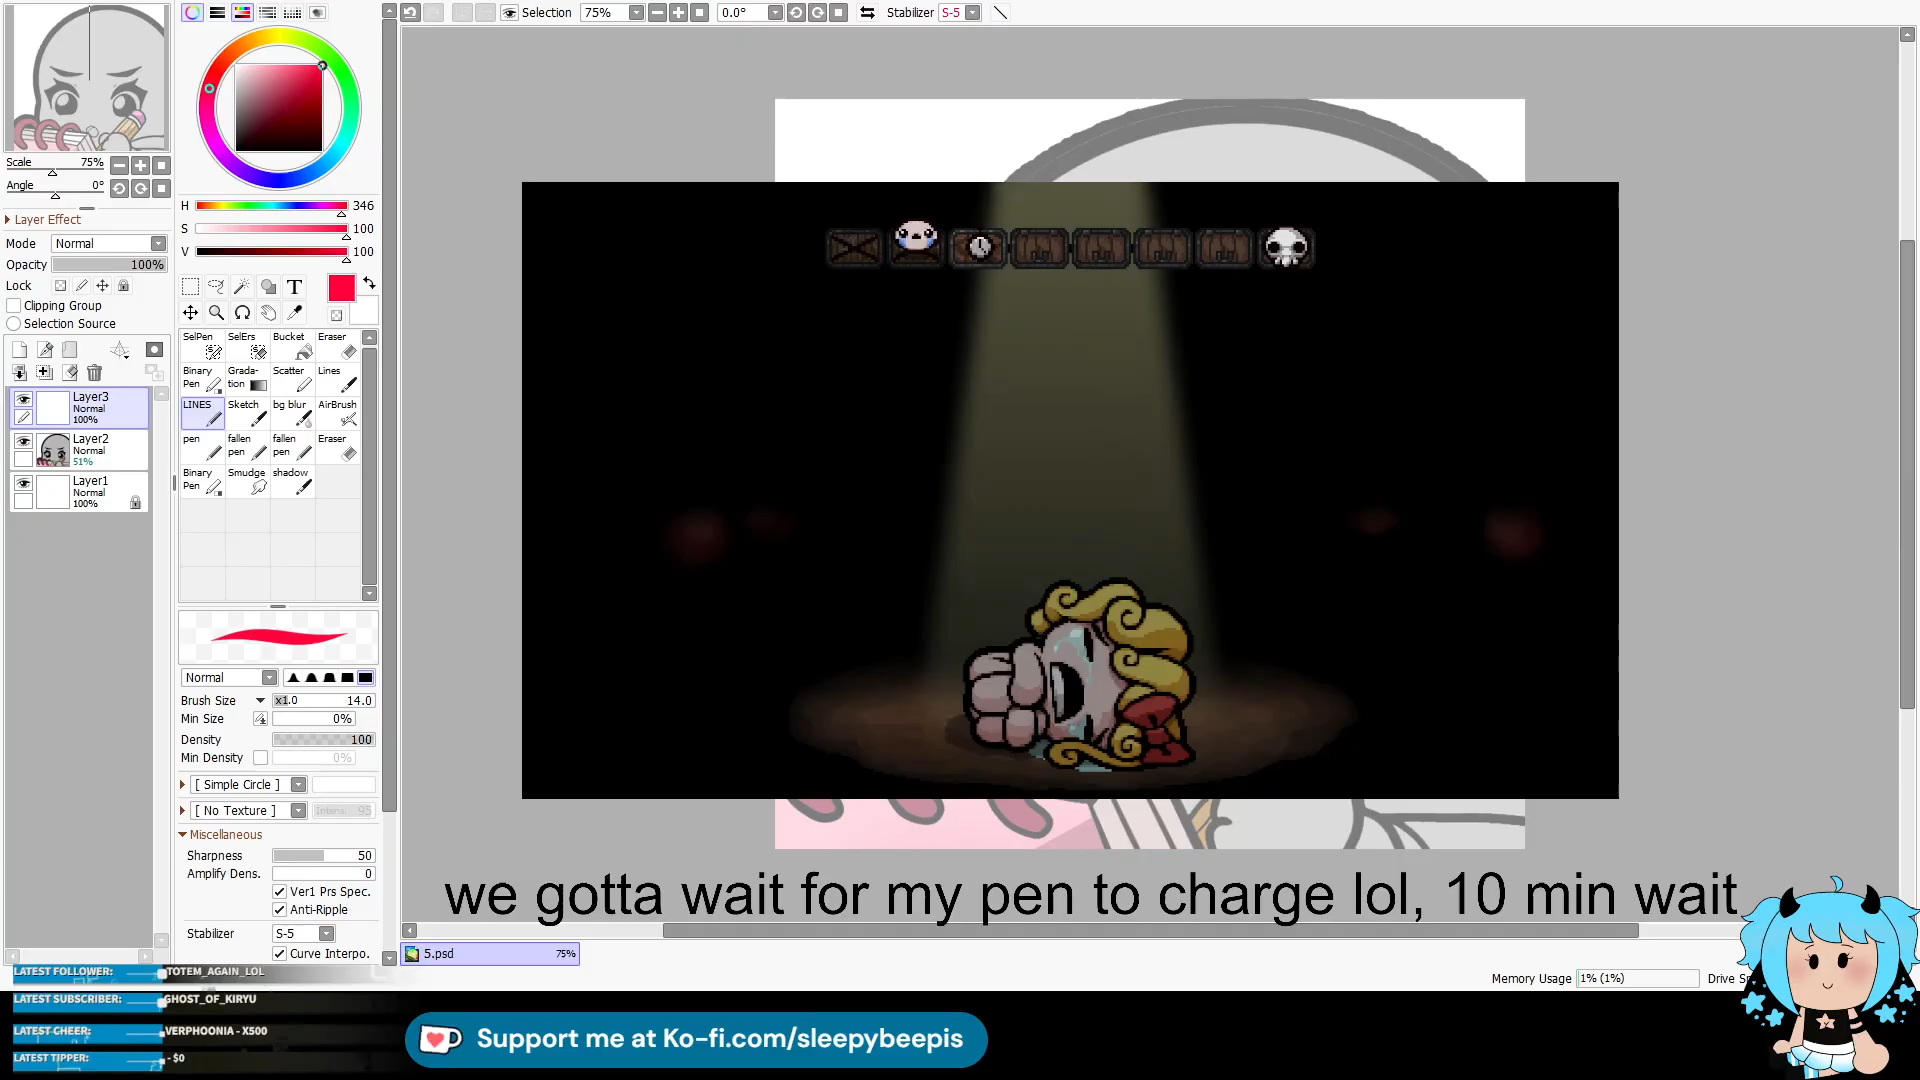 Selection 75% 0.0° Stabilizer S-5
Scale 75%
Angle 0°
H 346
S 100
V 100
Layer Effect
Mode Normal
Opacity 100%
Lock
Clipping Group
Selection Source
T
SelPen SelErs Bucket Eraser
Binary Pen Grada-tion Scatter Lines
LINES Sketch bg blur AirBrush
pen fallen pen fallen pen Eraser
Binary Pen Smudge shadow
Layer3
Normal
100%
Layer2
Normal
51%
Layer1
Normal
100%
Normal
Brush Size x1.0 14.0
Min Size 0%
Density 100
Min Density 0%
[ Simple Circle ]
[ No Texture ] Intens. 95
Miscellaneous
Sharpness 50
Amplify Dens. 0
Ver1 Prs Spec.
Anti-Ripple
Stabilizer S-5
Curve Interpo.
we gotta wait for my pen to charge lol, 10 min wait
5.psd 75%
Memory Usage 1% (1%) Drive
LATEST FOLLOWER: TOTEM_AGAIN_LOL
LATEST SUBSCRIBER: GHOST_OF_KIRYU
LATEST CHEER: VERPHOONIA - X500
LATEST TIPPER: - $0
Support me at Ko-fi.com/sleepybeepis